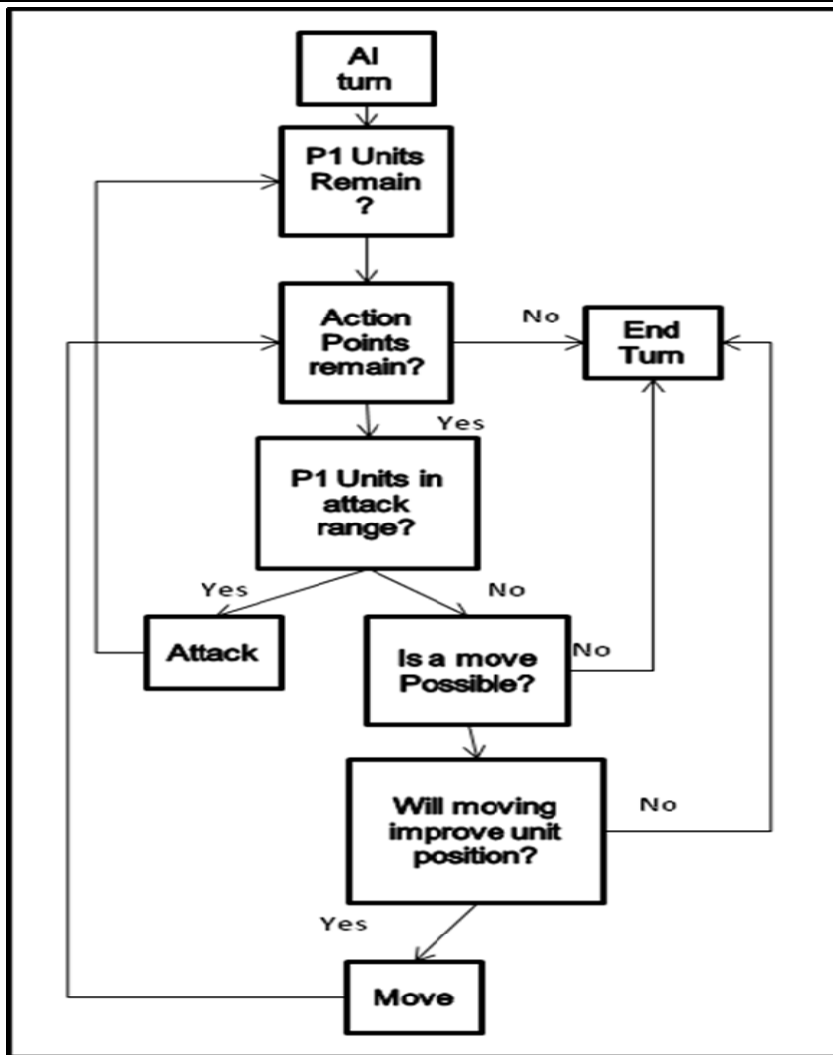 AI
turn
P1 Units
Remain
?
Action
Points
remain?
No
End
Turn
Yes
P1 Units in
attack
range?
Yes
No
Attack
Is a move
Possible?
No
Will moving
improve unit
position?
No
Yes
Move